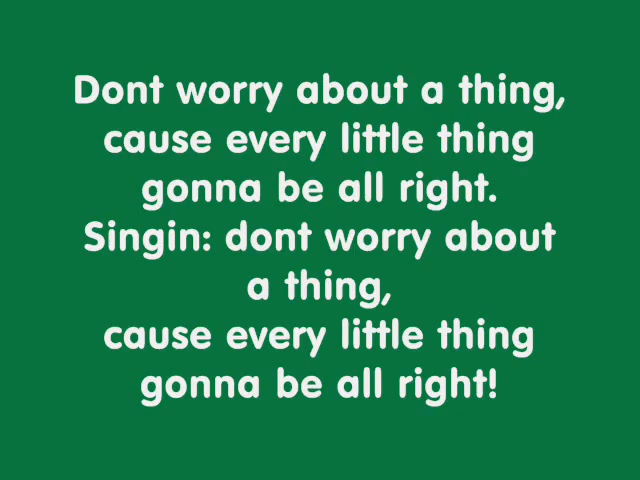 Dont worry about a thing,
cause every little thing
gonna be all right.
Singin: dont worry about
a thing,
cause every little thing
gonna be all right!